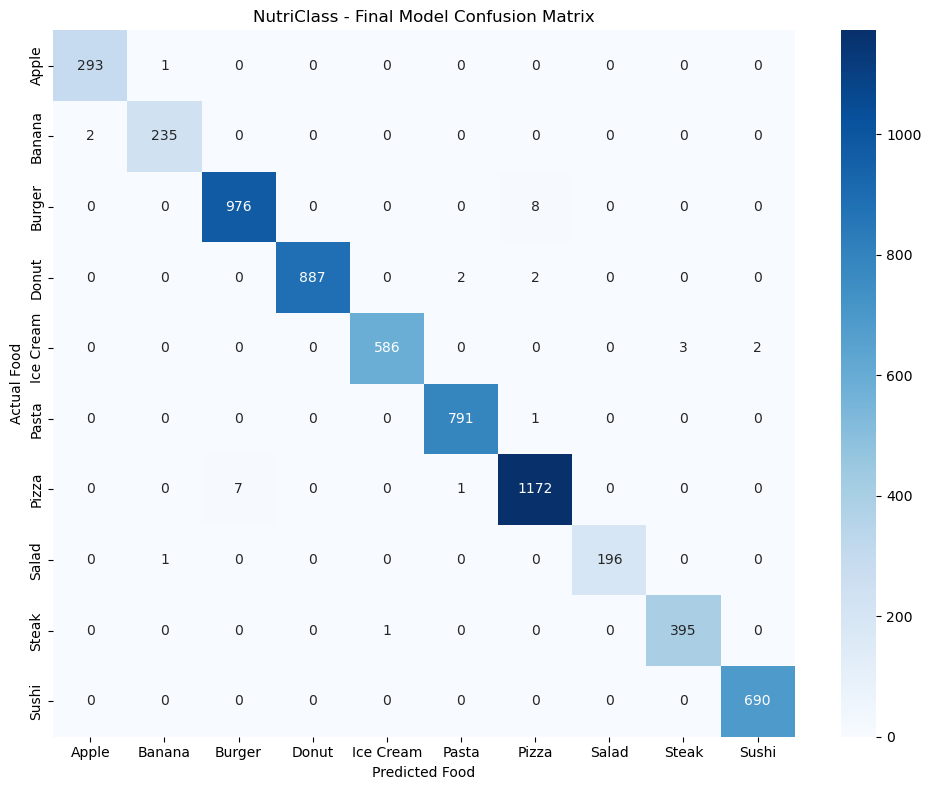 NutriClass - Final Model Confusion Matrix
Actual Food
Apple 293 1 0 0 0 0 0 0 0 0
Banana 2 235 0 0 0 0 0 0 0 0
Burger 0 0 976 0 0 0 8 0 0 0
Donut 0 0 0 887 0 2 2 0 0 0
Ice Cream 0 0 0 0 586 0 0 0 3 2
Pasta 0 0 0 0 0 791 1 0 0 0
Pizza 0 0 7 0 0 1 1172 0 0 0
Salad 0 1 0 0 0 0 0 196 0 0
Steak 0 0 0 0 1 0 0 0 395 0
Sushi 0 0 0 0 0 0 0 0 0 690
Apple Banana Burger Donut Ice Cream Pasta Pizza Salad Steak Sushi
Predicted Food
1000
800
600
400
200
0